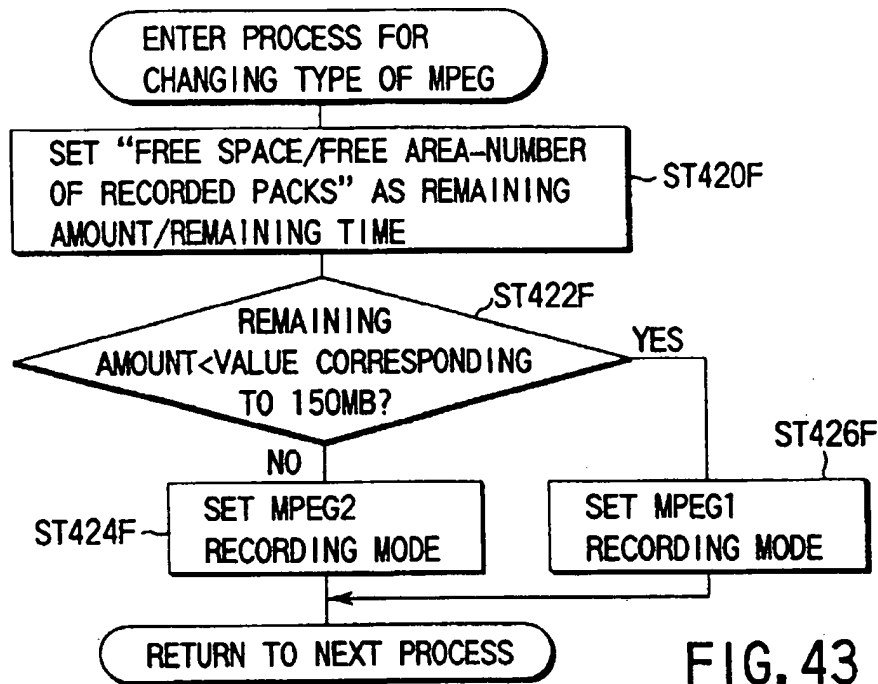 ENTER PROCESS FOR
CHANGING TYPE OF MPEG
SET “FREE SPACE/FREE AREA-NUMBER
OF RECORDED PACKS” AS REMAINING
AMOUNT/REMAINING TIME
ST420F
ST422F
REMAINING
AMOUNT<VALUE CORRESPONDING
TO 150MB?
YES
NO
ST426F
ST424F
SET MPEG2
RECORDING MODE
SET MPEG1
RECORDING MODE
RETURN TO NEXT PROCESS
FIG. 43